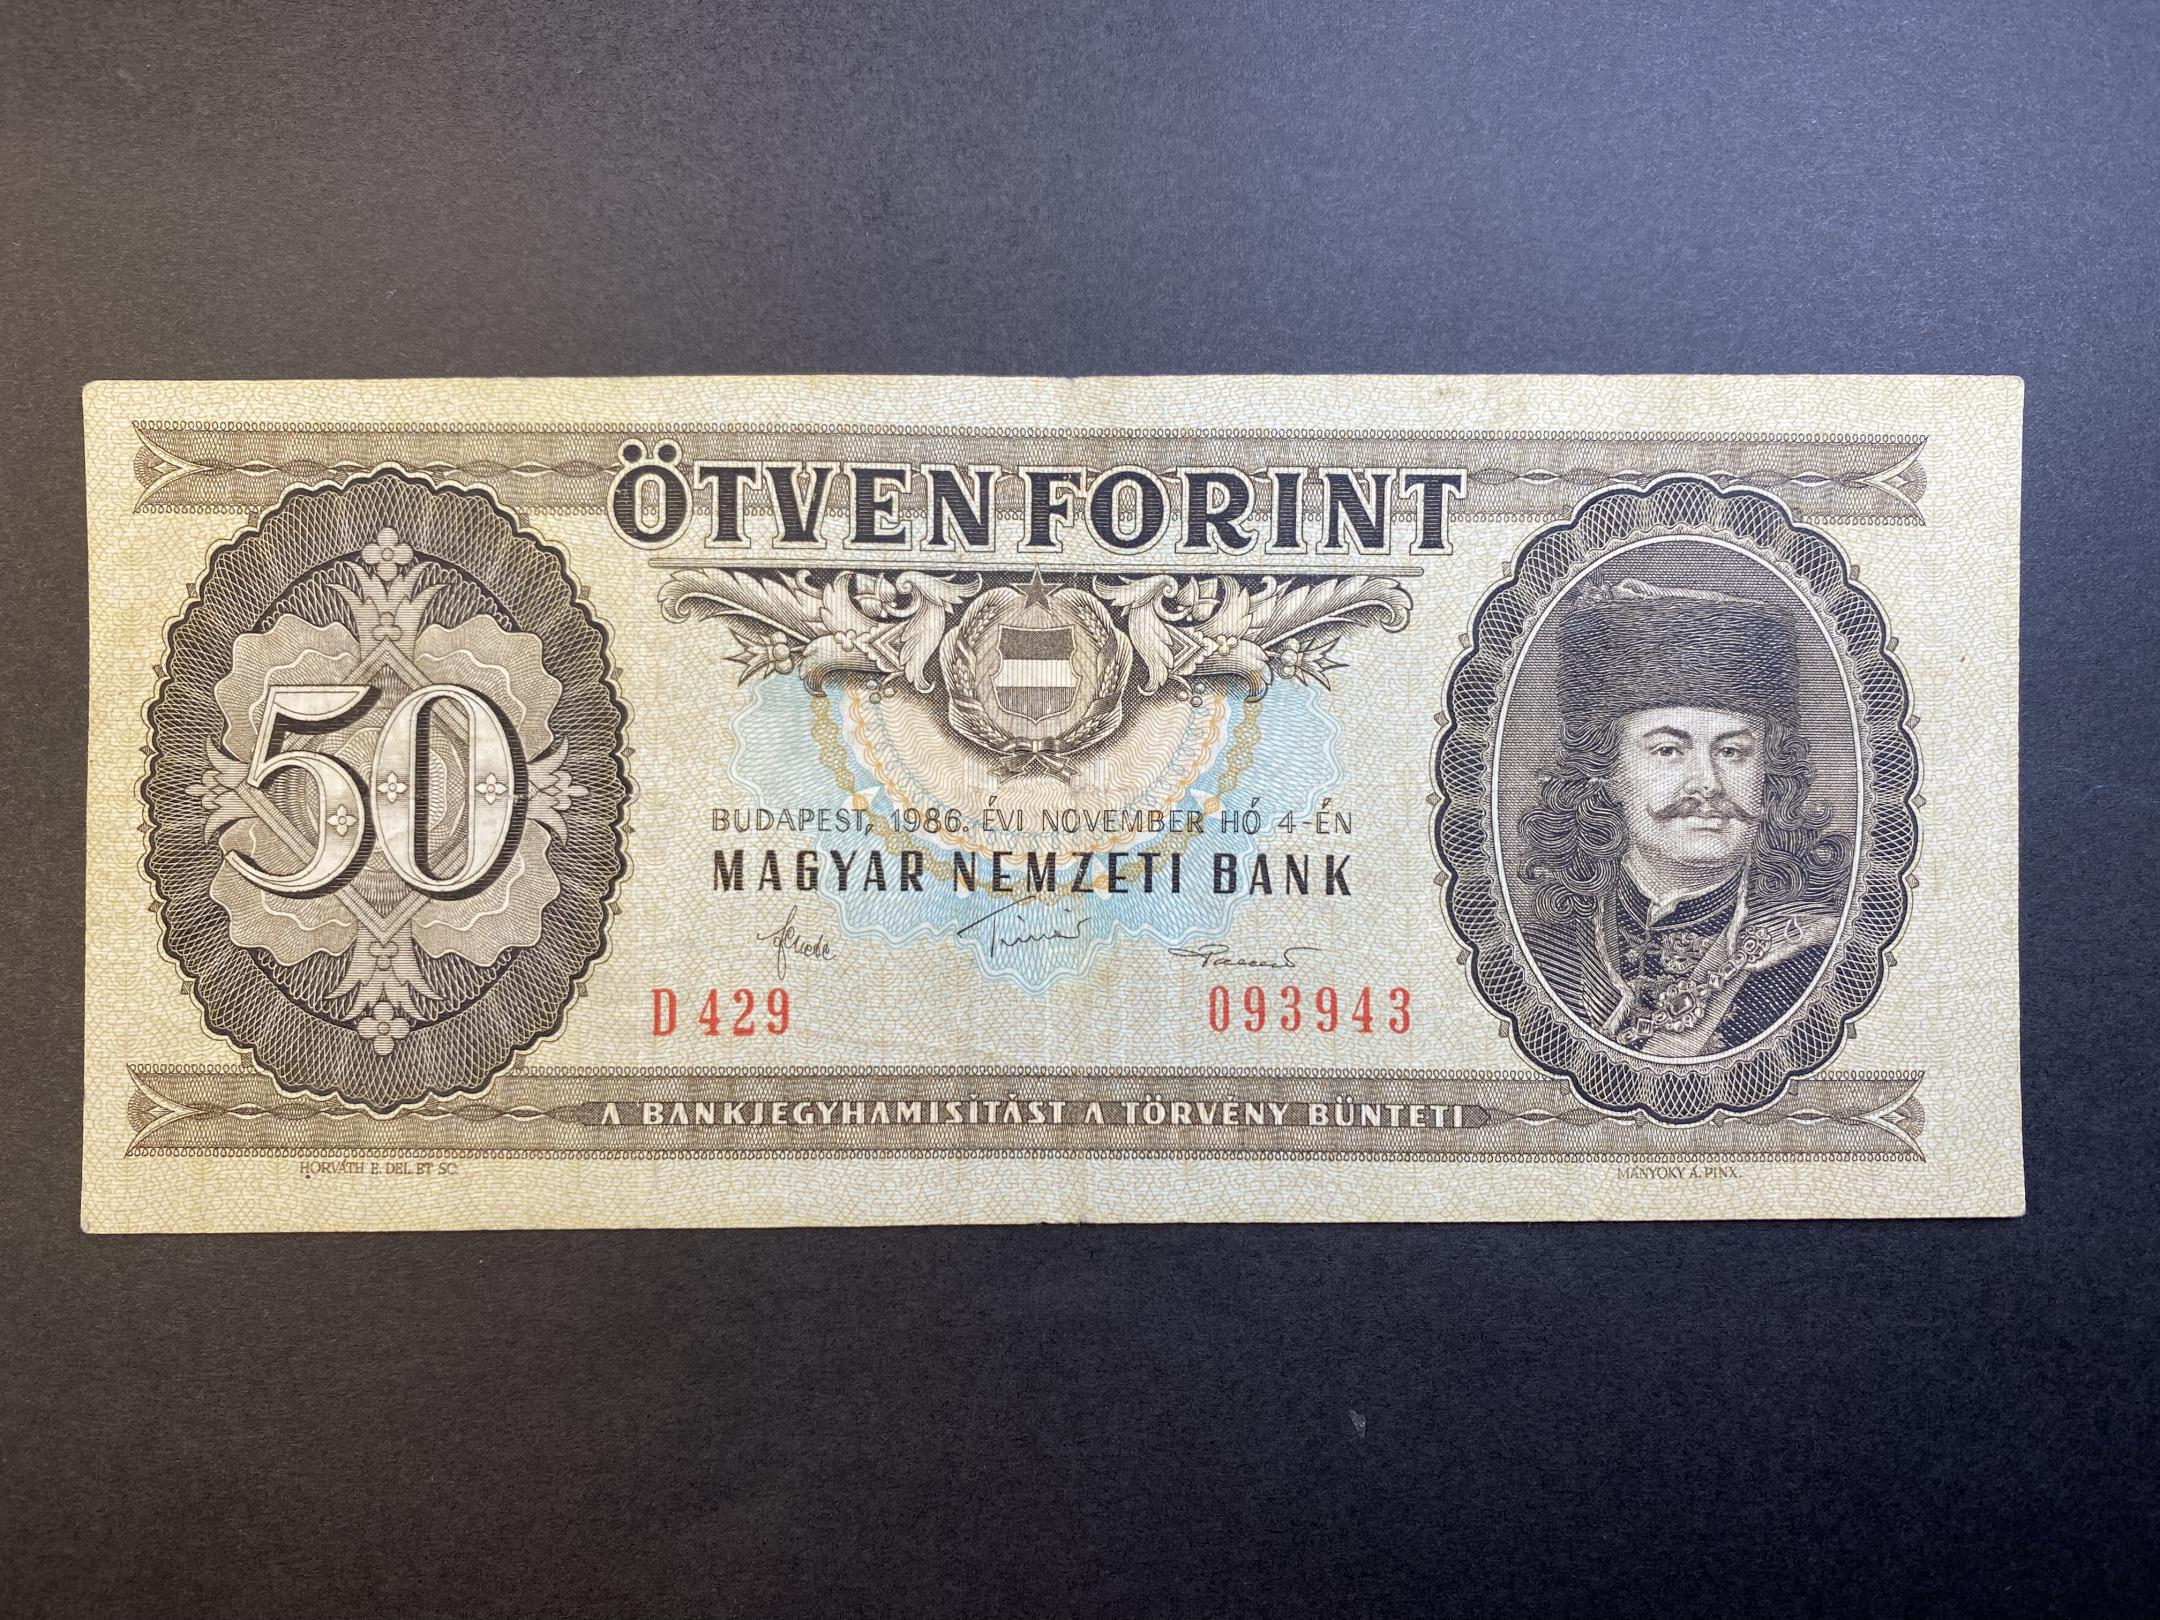 ÖTVEN FORINT
50
BUDAPEST, 1986. ÉVI NOVEMBER HÓ 4-ÉN
MAGYAR NEMZETI BANK
D 429 093943
A BANKJEGYHAMISÍTÁST A TÖRVÉNY BÜNTETI
HORVÁTH E. DEL. ET SC. MÁNYOKY Á. PINX.